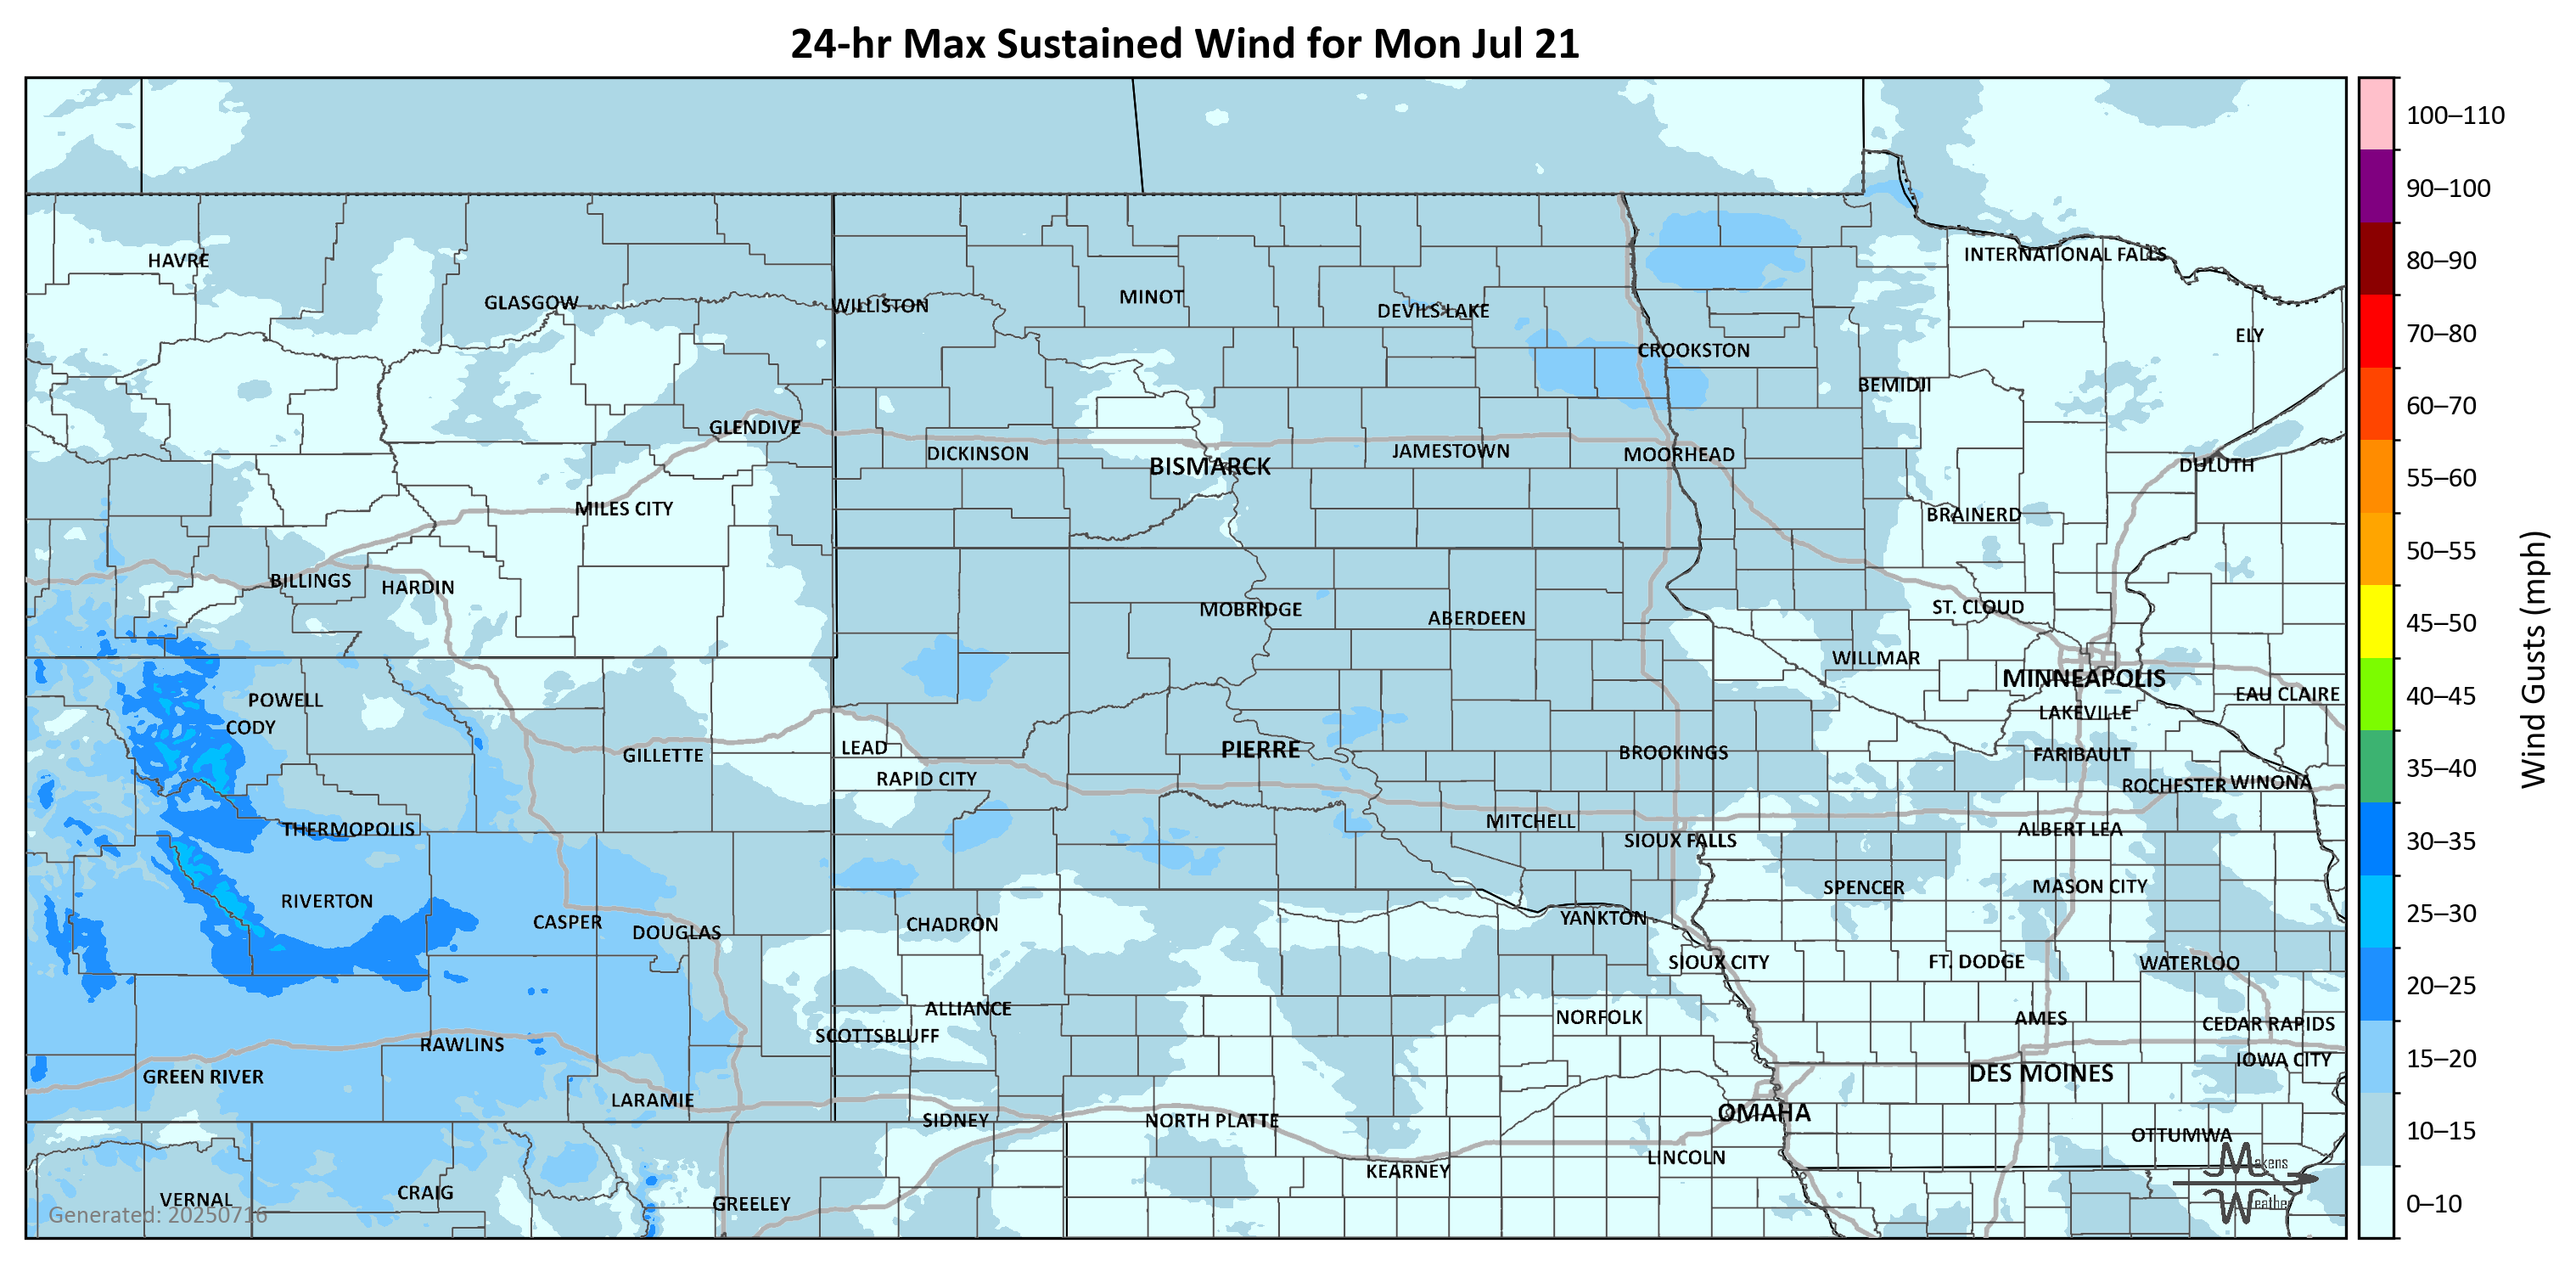 24-hr Max Sustained Wind for Mon Jul 21
100–110
90–100
80–90
70–80
60–70
55–60
50–55
45–50
40–45
35–40
30–35
25–30
20–25
15–20
10–15
0–10
Wind Gusts (mph)
HAVRE
GLASGOW
WILLISTON
MINOT
DEVILS LAKE
CROOKSTON
INTERNATIONAL FALLS
ELY
BEMIDJI
GLENDIVE
DICKINSON
BISMARCK
JAMESTOWN
MOORHEAD
DULUTH
MILES CITY
BRAINERD
BILLINGS
HARDIN
MOBRIDGE
ABERDEEN
ST. CLOUD
WILLMAR
MINNEAPOLIS
EAU CLAIRE
LAKEVILLE
POWELL
CODY
GILLETTE
LEAD
RAPID CITY
PIERRE
BROOKINGS
FARIBAULT
ROCHESTER
WINONA
THERMOPOLIS
MITCHELL
SIOUX FALLS
ALBERT LEA
RIVERTON
SPENCER
MASON CITY
CASPER
DOUGLAS
CHADRON
YANKTON
SIOUX CITY
FT. DODGE
WATERLOO
ALLIANCE
SCOTTSBLUFF
NORFOLK
AMES
CEDAR RAPIDS
RAWLINS
GREEN RIVER
IOWA CITY
DES MOINES
LARAMIE
SIDNEY
NORTH PLATTE
OMAHA
OTTUMWA
KEARNEY
LINCOLN
VERNAL
CRAIG
GREELEY
Generated: 20250716
Makens
Weather